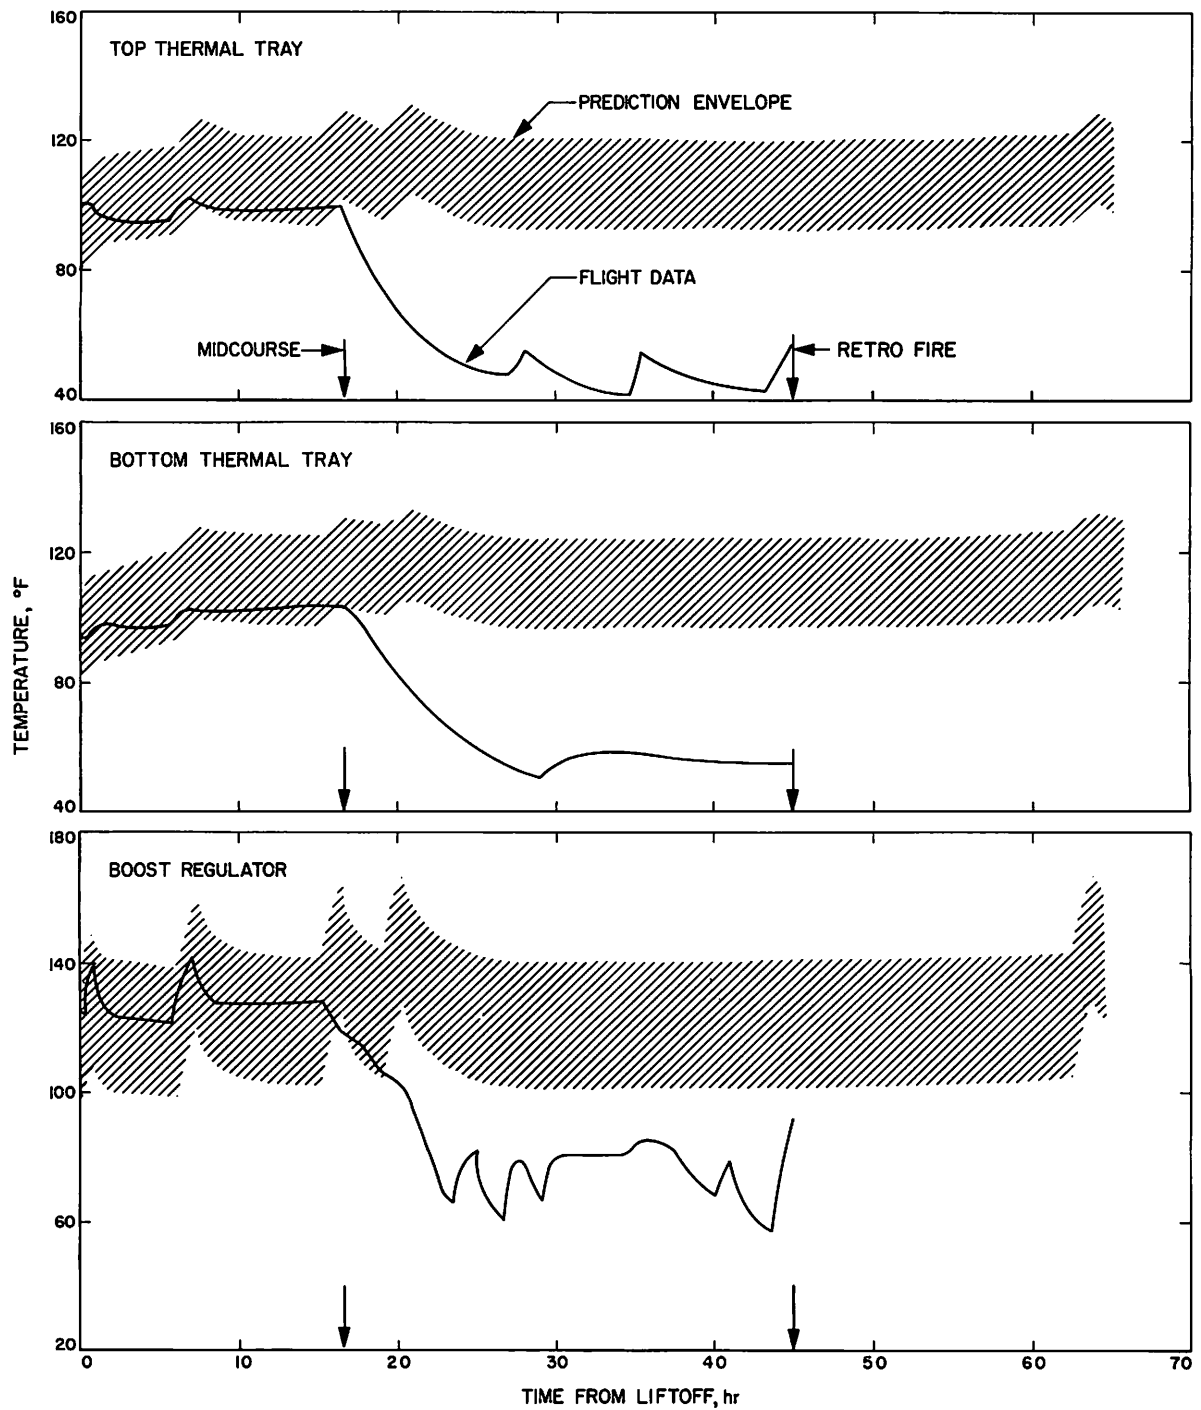 160
TOP THERMAL TRAY
PREDICTION ENVELOPE
120
80
FLIGHT DATA
MIDCOURSE
RETRO FIRE
40
160
BOTTOM THERMAL TRAY
120
80
40
TEMPERATURE, °F
180
BOOST REGULATOR
140
100
60
20
0 10 20 30 40 50 60 70
TIME FROM LIFTOFF, hr